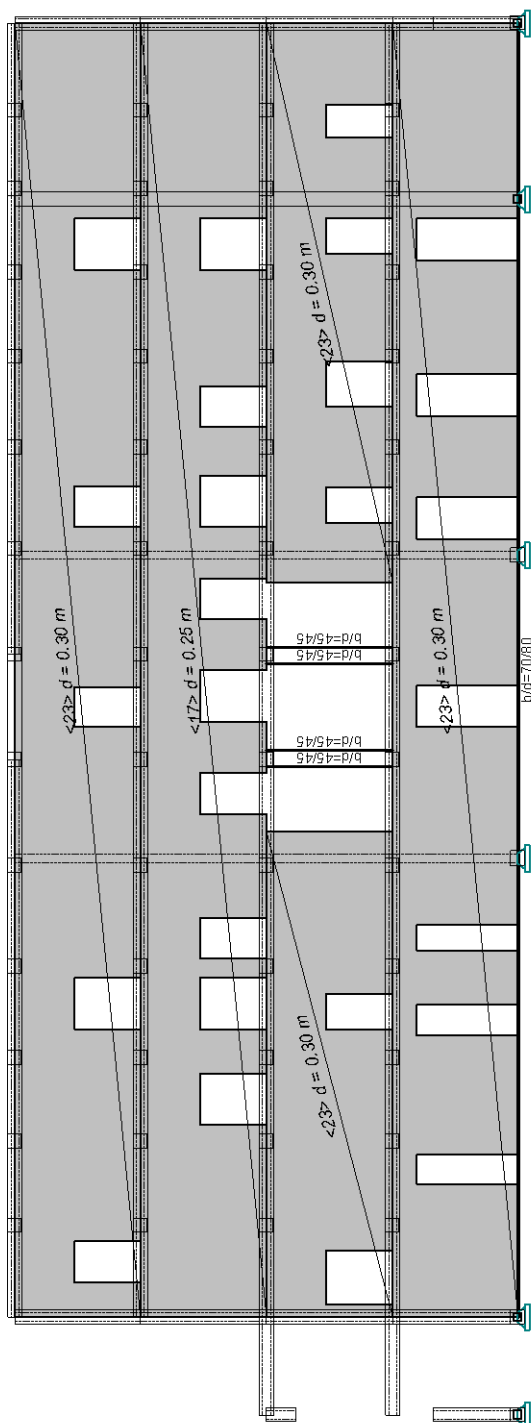 <23> d = 0.30 m
<17> d = 0.25 m
<23> d = 0.30 m
<23> d = 0.30 m
<23> d = 0.30 m
b/d=45/45
b/d=45/45
b/d=45/45
b/d=45/45
b/d=70/80